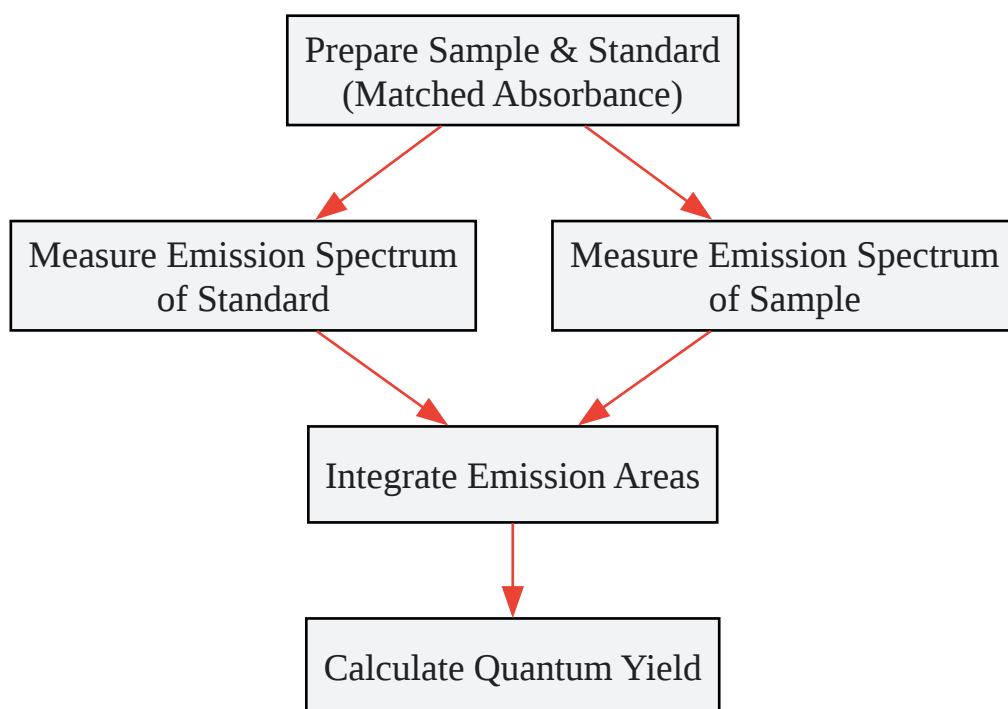 Prepare Sample & Standard
(Matched Absorbance)
Measure Emission Spectrum
of Standard
Measure Emission Spectrum
of Sample
Integrate Emission Areas
Calculate Quantum Yield